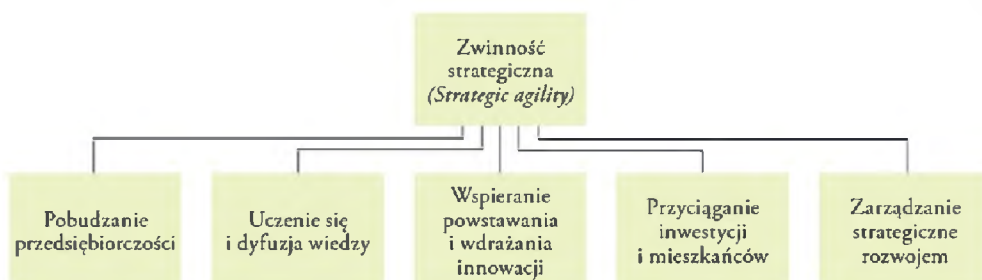 Zwinność
strategiczna
(Strategic agility)
Pobudzanie
przedsiębiorczości
Uczenie się
i dyfuzja wiedzy
Wspieranie
powstawania
i wdrażania
innowacji
Przyciąganie
inwestycji
i mieszkańców
Zarządzanie
strategiczne
rozwojem